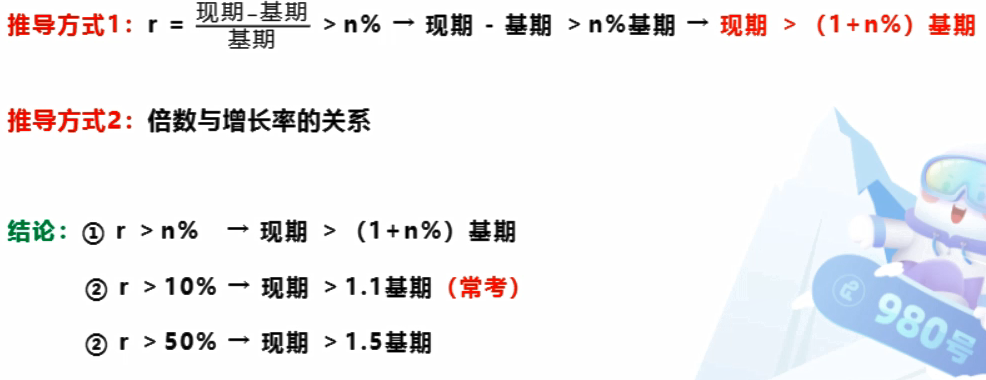 推导方式1：r = 现期-基期/基期 > n% → 现期 - 基期 > n%基期 → 现期 > （1+n%）基期
推导方式2：倍数与增长率的关系
结论：① r > n% → 现期 > （1+n%）基期
② r > 10% → 现期 > 1.1基期（常考）
② r > 50% → 现期 > 1.5基期
980号